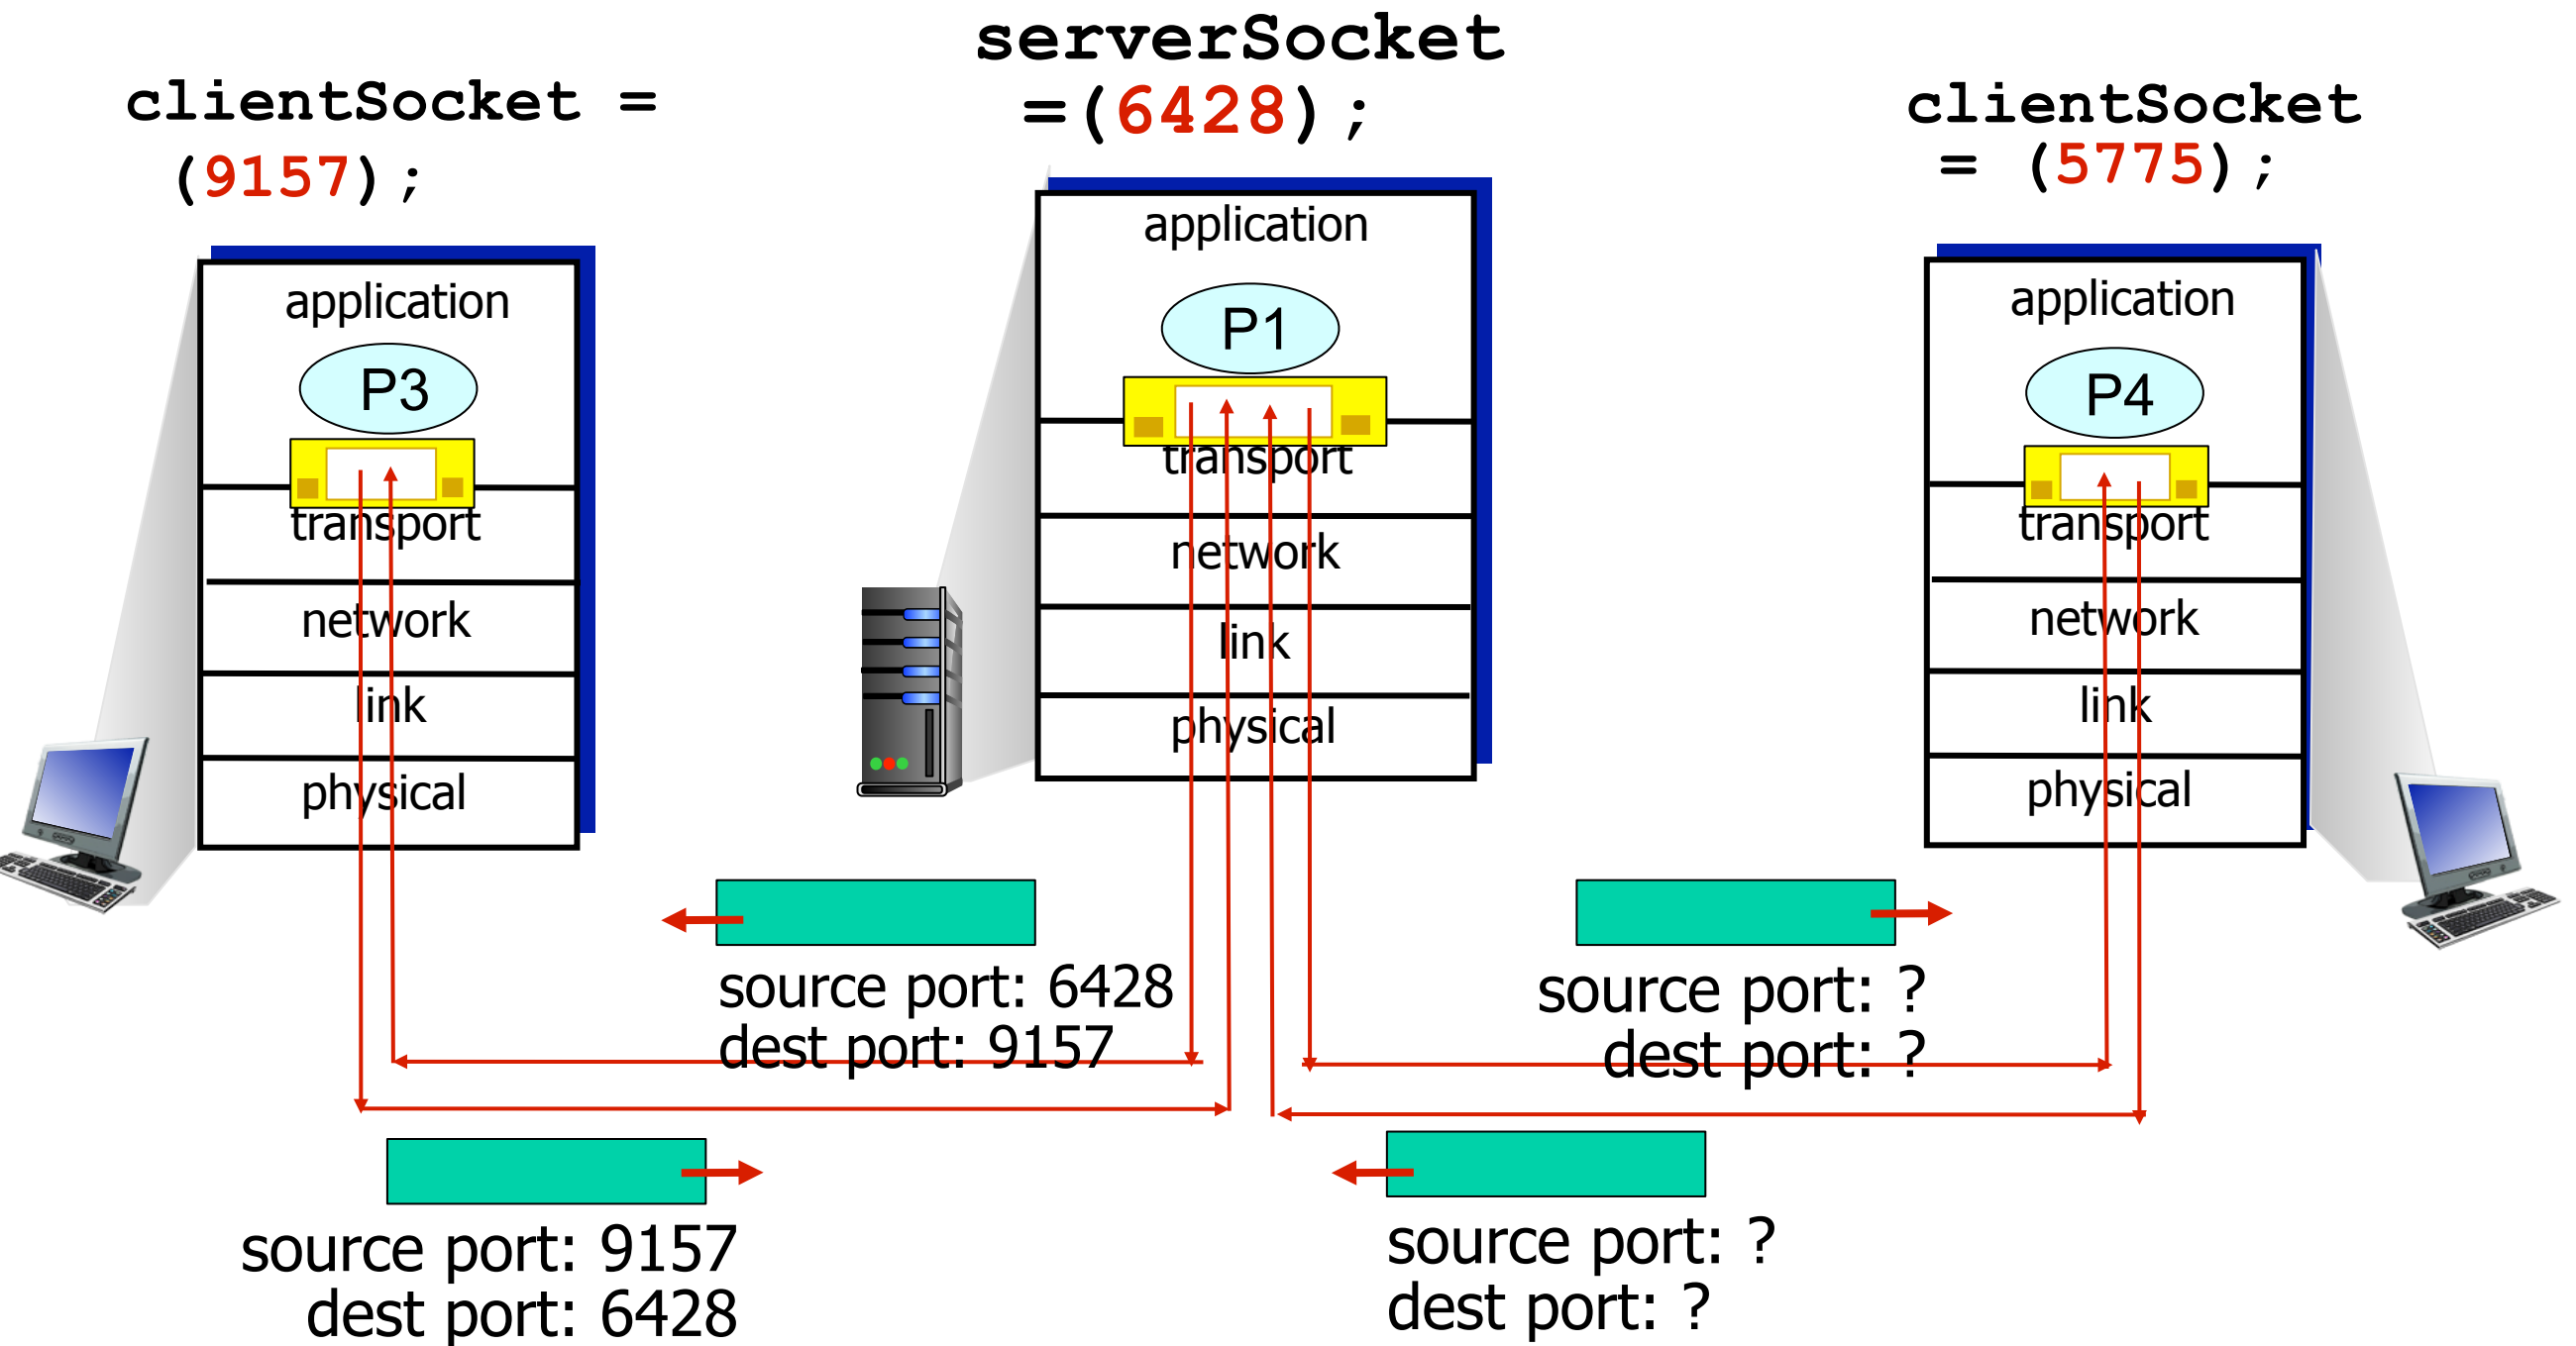 clientSocket =
(9157);
serverSocket
=(6428);
clientSocket
= (5775);
application
P3
transport
network
link
physical
application
P1
transport
network
link
physical
application
P4
transport
network
link
physical
source port: 6428
dest port: 9157
source port: ?
dest port: ?
source port: 9157
dest port: 6428
source port: ?
dest port: ?